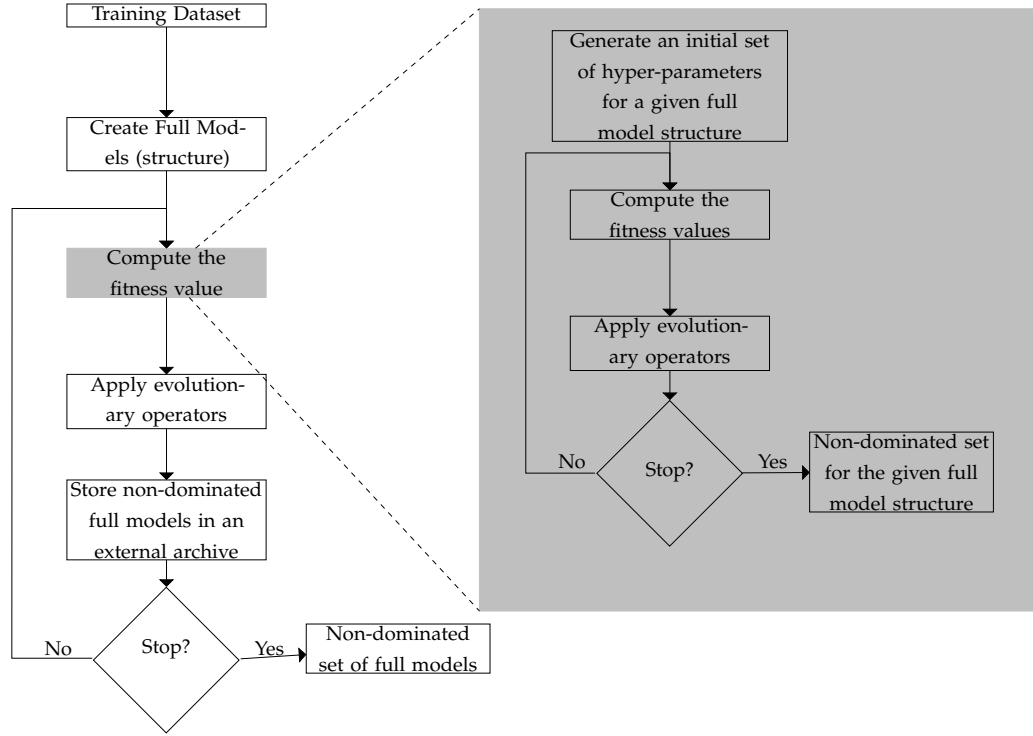 Training Dataset
Create Full Mod-
els (structure)
Compute the
fitness value
Apply evolution-
ary operators
Store non-dominated
full models in an
external archive
Stop?
No
Yes
Non-dominated
set of full models
Generate an initial set
of hyper-parameters
for a given full
model structure
Compute the
fitness values
Apply evolution-
ary operators
Stop?
No
Yes
Non-dominated set
for the given full
model structure